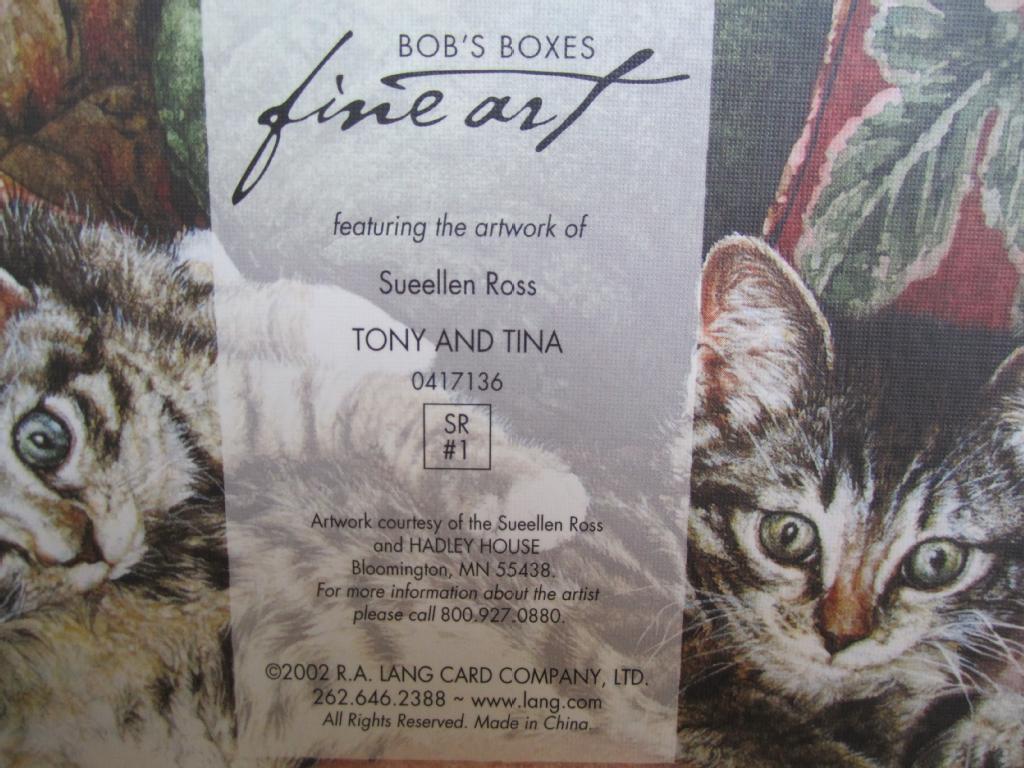 BOB'S BOXES
fine art
featuring the artwork of
Sueellen Ross
TONY AND TINA
0417136
SR
#1
Artwork courtesy of the Sueellen Ross
and HADLEY HOUSE
Bloomington, MN 55438.
For more information about the artist
please call 800.927.0880.
©2002 R.A. LANG CARD COMPANY, LTD.
262.646.2388 ~ www.lang.com
All Rights Reserved. Made in China.